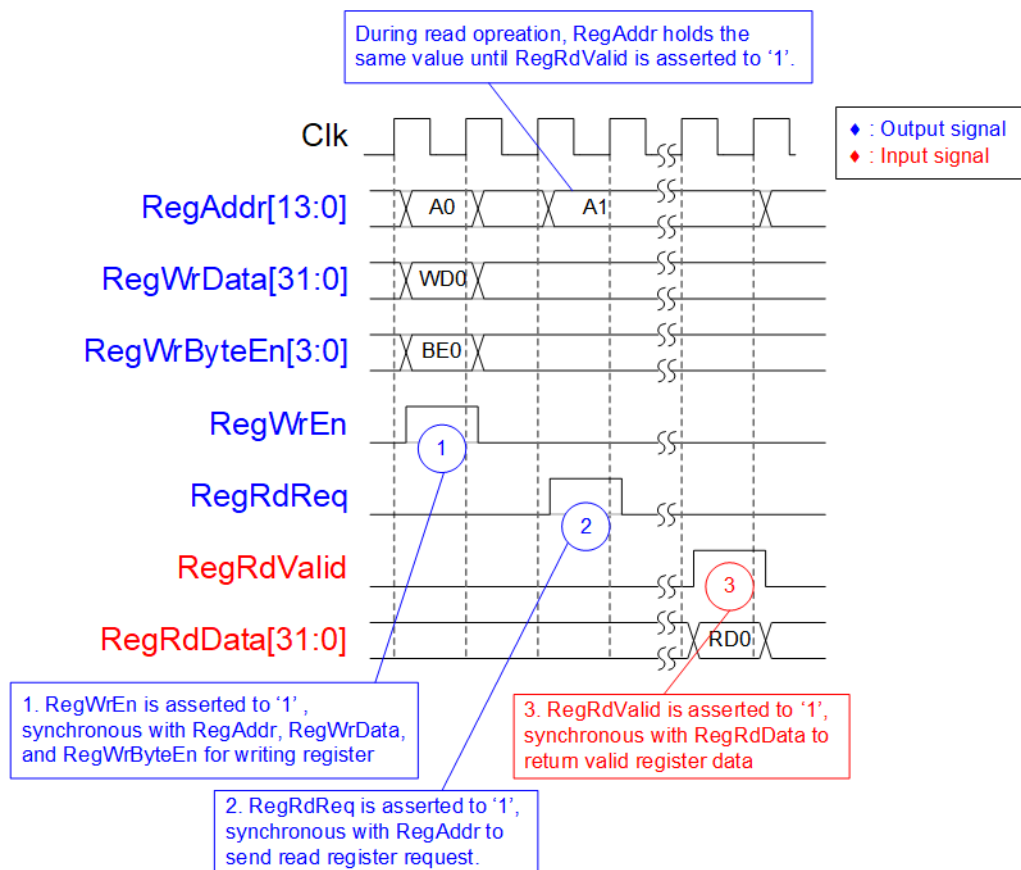 During read opreation, RegAddr holds the
same value until RegRdValid is asserted to ‘1’.
Clk
♦ : Output signal
♦ : Input signal
RegAddr[13:0]
A0
A1
RegWrData[31:0]
WD0
RegWrByteEn[3:0]
BE0
RegWrEn
1
RegRdReq
2
RegRdValid
3
RegRdData[31:0]
RD0
1. RegWrEn is asserted to ‘1’ ,
synchronous with RegAddr, RegWrData,
and RegWrByteEn for writing register
3. RegRdValid is asserted to ‘1’,
synchronous with RegRdData to
return valid register data
2. RegRdReq is asserted to ‘1’,
synchronous with RegAddr to
send read register request.